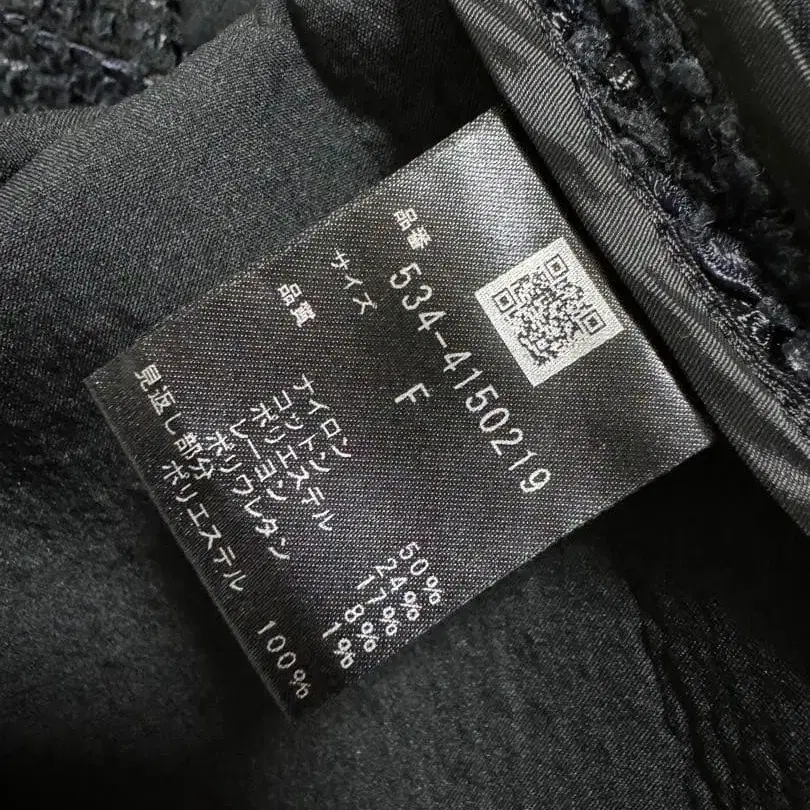 品番 534-4150219
サイズ F
品質
ナイロン 50%
コットン 24%
ポリエステル 17%
レーヨン 8%
ポリウレタン 1%
見返し部分
ポリエステル 100%